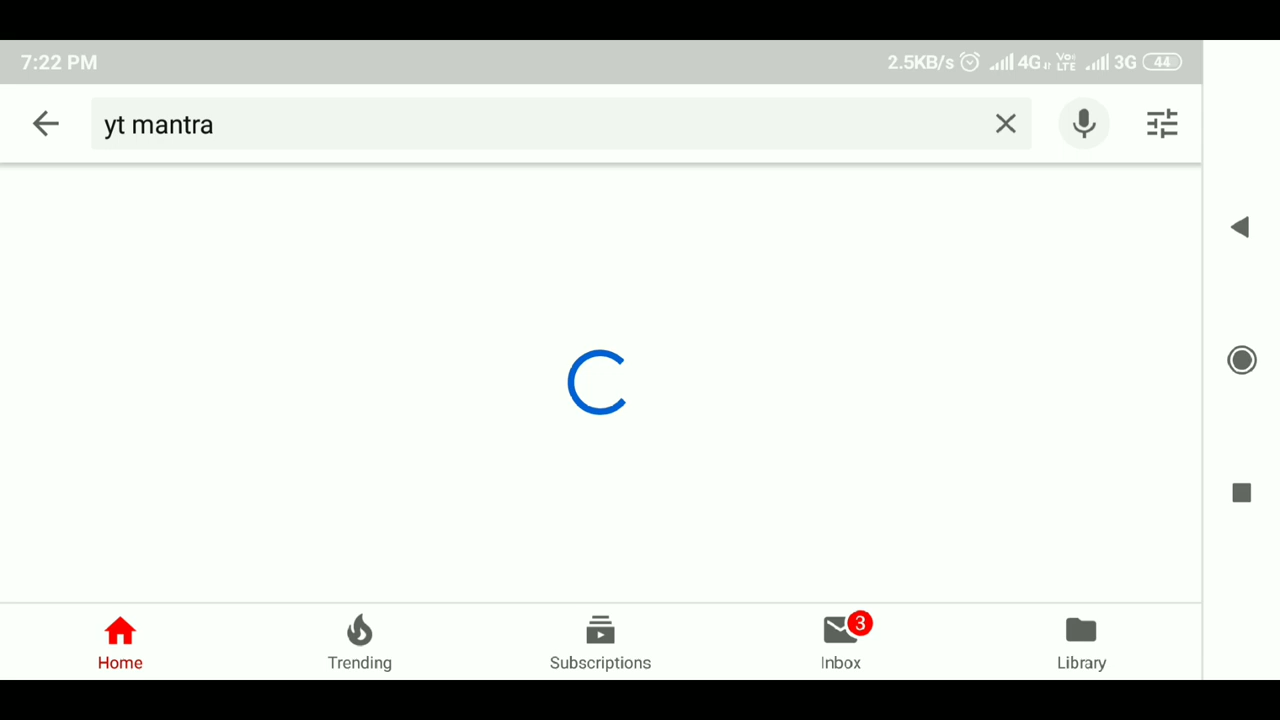 7:22 PM 2.5KB/s 4G Vo LTE 3G 44
yt mantra
3
Home Trending Subscriptions Inbox Library